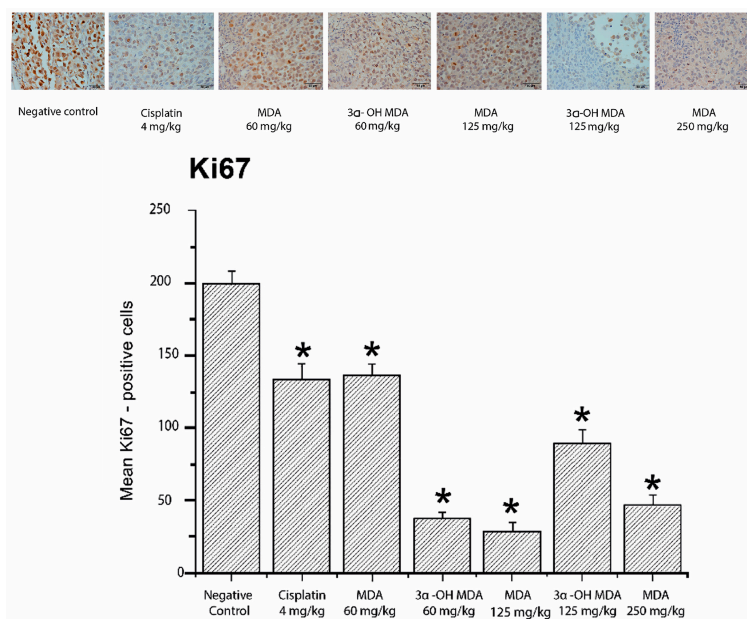 Negative control
Cisplatin
4 mg/kg
MDA
60 mg/kg
3α- OH MDA
60 mg/kg
MDA
125 mg/kg
3α-OH MDA
125 mg/kg
MDA
250 mg/kg
Ki67
250
200
150
100
50
0
Mean Ki67 - positive cells
Negative
Control
Cisplatin
4 mg/kg
MDA
60 mg/kg
3α -OH MDA
60 mg/kg
MDA
125 mg/kg
3α -OH MDA
125 mg/kg
MDA
250 mg/kg